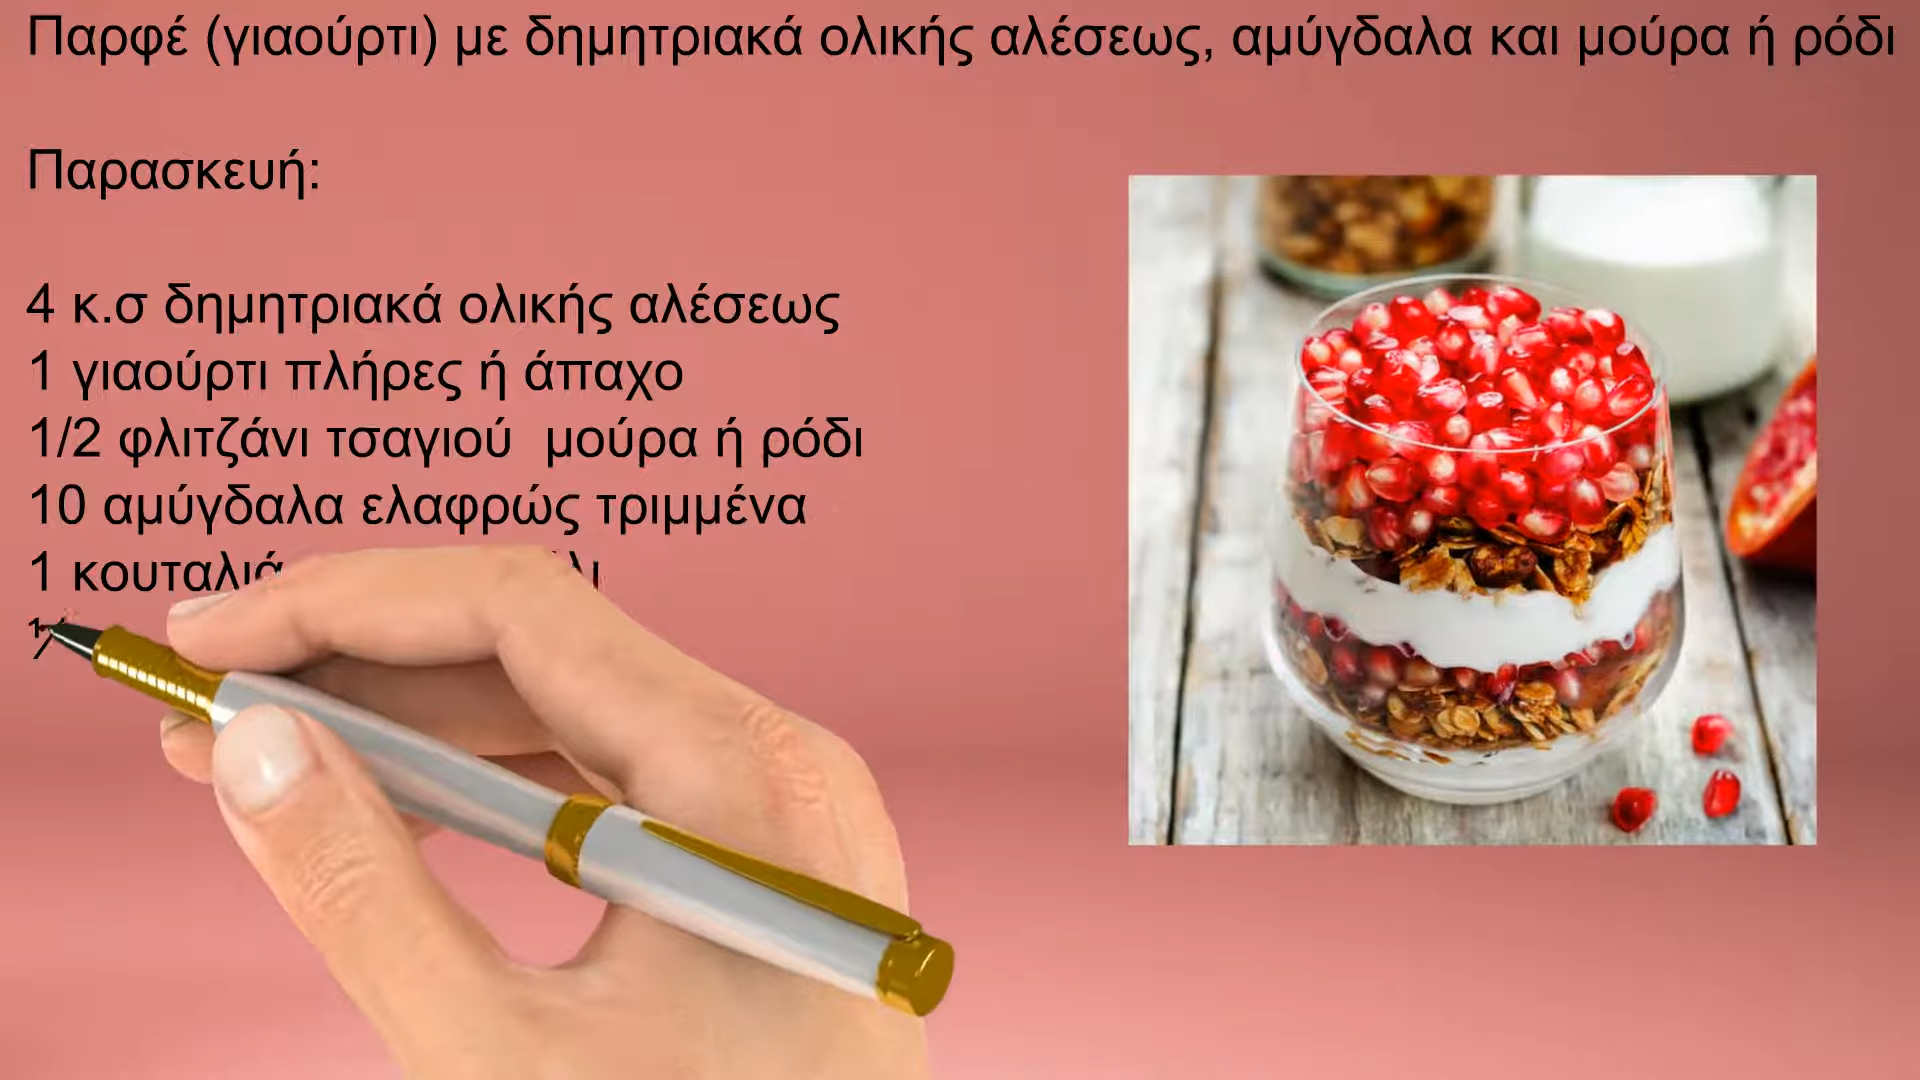 Παρφέ (γιαούρτι) με δημητριακά ολικής αλέσεως, αμύγδαλα και μούρα ή ρόδι
Παρασκευή:
4 κ.σ δημητριακά ολικής αλέσεως
1 γιαούρτι πλήρες ή άπαχο
1/2 φλιτζάνι τσαγιού μούρα ή ρόδι
10 αμύγδαλα ελαφρώς τριμμένα
1 κουταλιά